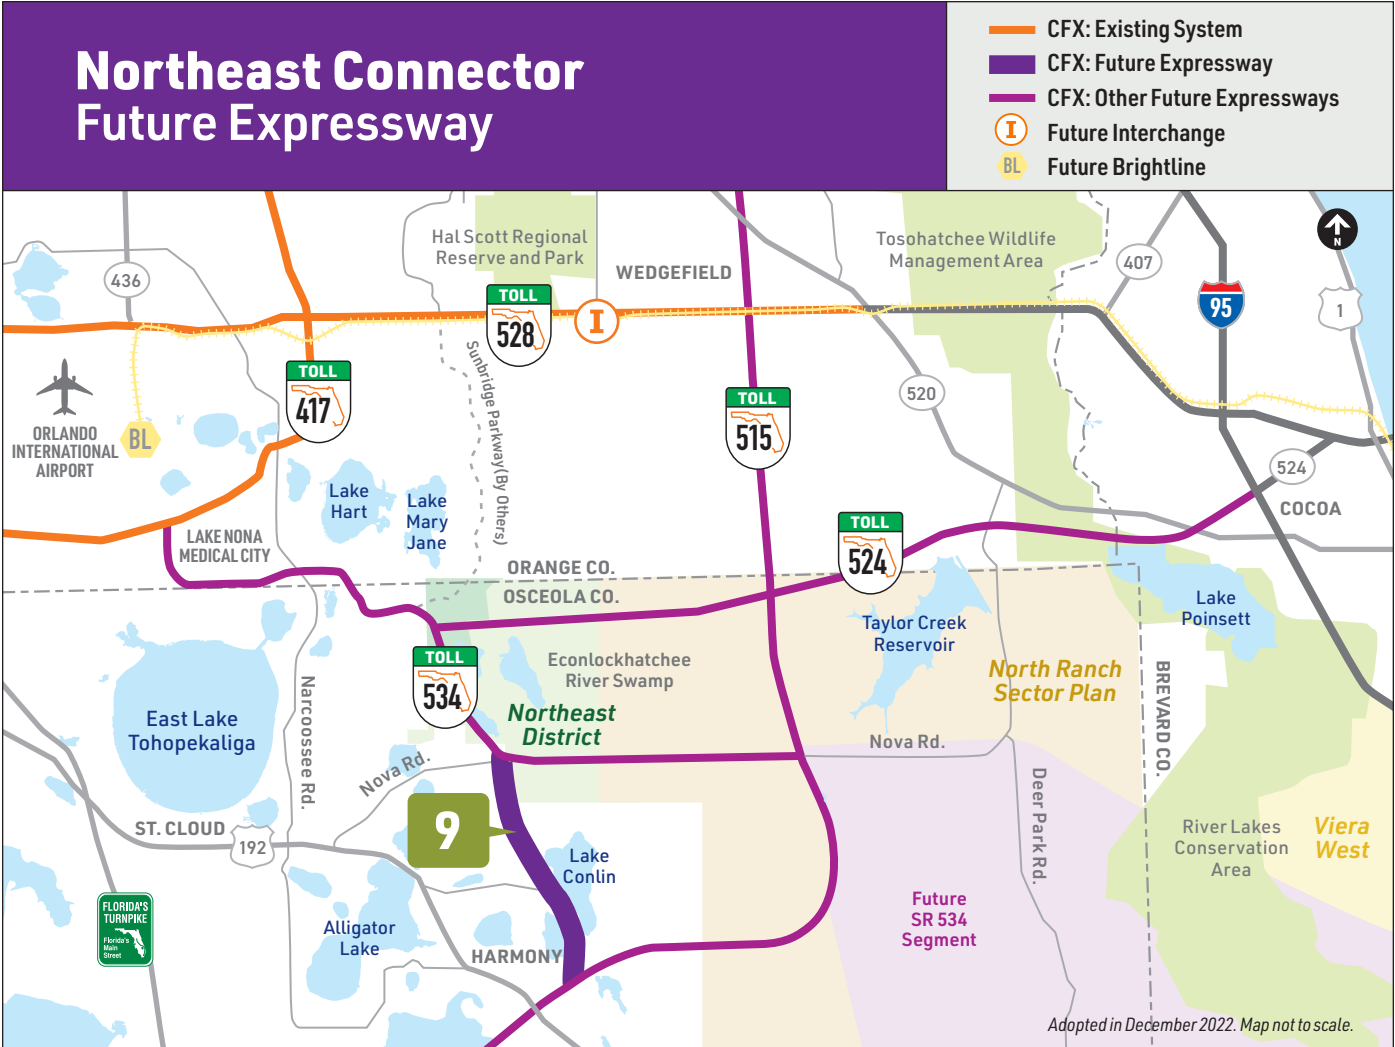 Northeast Connector
Future Expressway
CFX: Existing System
CFX: Future Expressway
CFX: Other Future Expressways
I
Future Interchange
BL
Future Brightline
N
436
Hal Scott Regional
Reserve and Park
WEDGEFIELD
Tosohatchee Wildlife
Management Area
407
95
1
TOLL
528
I
TOLL
417
Sunbridge Parkway(By Others)
TOLL
515
520
ORLANDO
INTERNATIONAL
AIRPORT
BL
524
COCOA
Lake
Hart
Lake
Mary
Jane
LAKE NONA
MEDICAL CITY
TOLL
524
ORANGE CO.
OSCEOLA CO.
Taylor Creek
Reservoir
Lake
Poinsett
TOLL
534
Econlockhatchee
River Swamp
North Ranch
Sector Plan
BREVARD CO.
East Lake
Tohopekaliga
Narcoossee Rd.
Northeast
District
Nova Rd.
Nova Rd.
Deer Park Rd.
ST. CLOUD
192
9
Lake
Conlin
River Lakes
Conservation
Area
Viera
West
FLORIDA'S
TURNPIKE
Florida's
Main
Street
Alligator
Lake
HARMONY
Future
SR 534
Segment
Adopted in December 2022. Map not to scale.